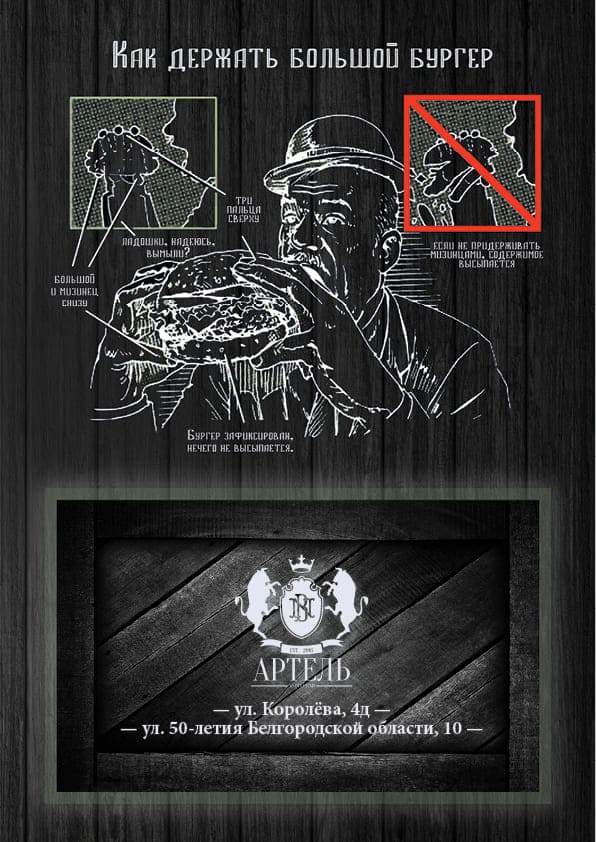 Как держать большой бургер
три
пальца
сверху
ладошки, надеюсь,
вымыли?
большой
и мизинец
снизу
если не придерживать
мизинцами, содержимое
высыпается
Бургер зафиксирован,
нечего не высыпается.
EST. 2005
АРТЕЛЬ
— ул. Королёва, 4д —
— ул. 50-летия Белгородской области, 10 —